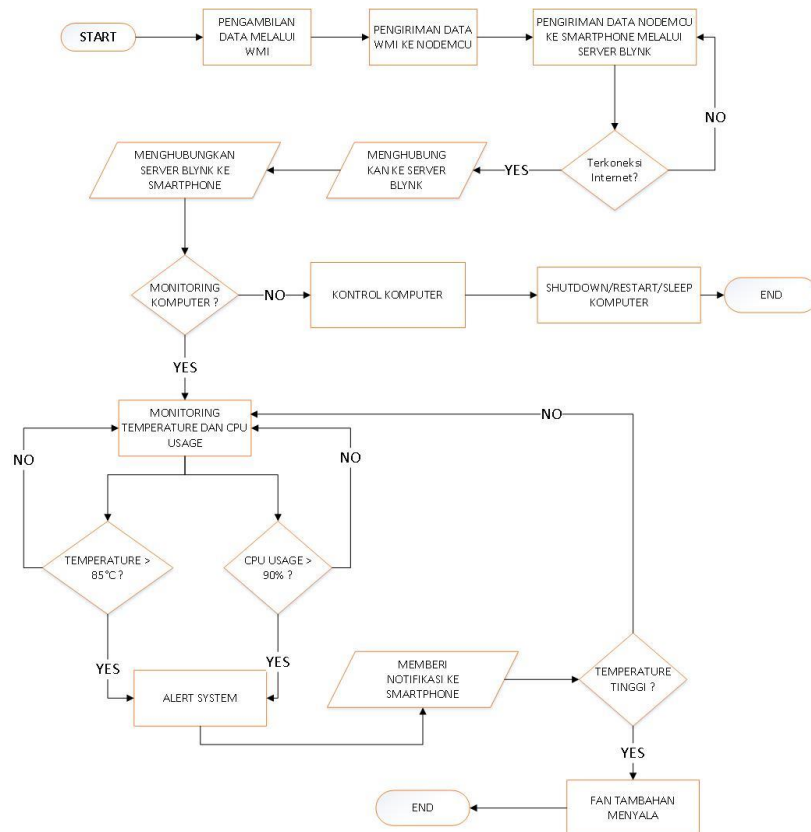 START
PENGAMBILAN
DATA MELALUI
WMI
PENGIRIMAN DATA
WMI KE NODEMCU
PENGIRIMAN DATA NODEMCU
KE SMARTPHONE MELALUI
SERVER BLYNK
NO
Terkoneksi
Internet?
YES
MENGHUBUNG
KAN KE SERVER
BLYNK
MENGHUBUNGKAN
SERVER BLYNK KE
SMARTPHONE
MONITORING
KOMPUTER ?
NO
KONTROL KOMPUTER
SHUTDOWN/RESTART/SLEEP
KOMPUTER
END
YES
MONITORING
TEMPERATURE DAN CPU
USAGE
NO
NO
NO
TEMPERATURE >
85°C ?
CPU USAGE >
90% ?
YES
YES
ALERT SYSTEM
MEMBERI
NOTIFIKASI KE
SMARTPHONE
TEMPERATURE
TINGGI ?
YES
FAN TAMBAHAN
MENYALA
END